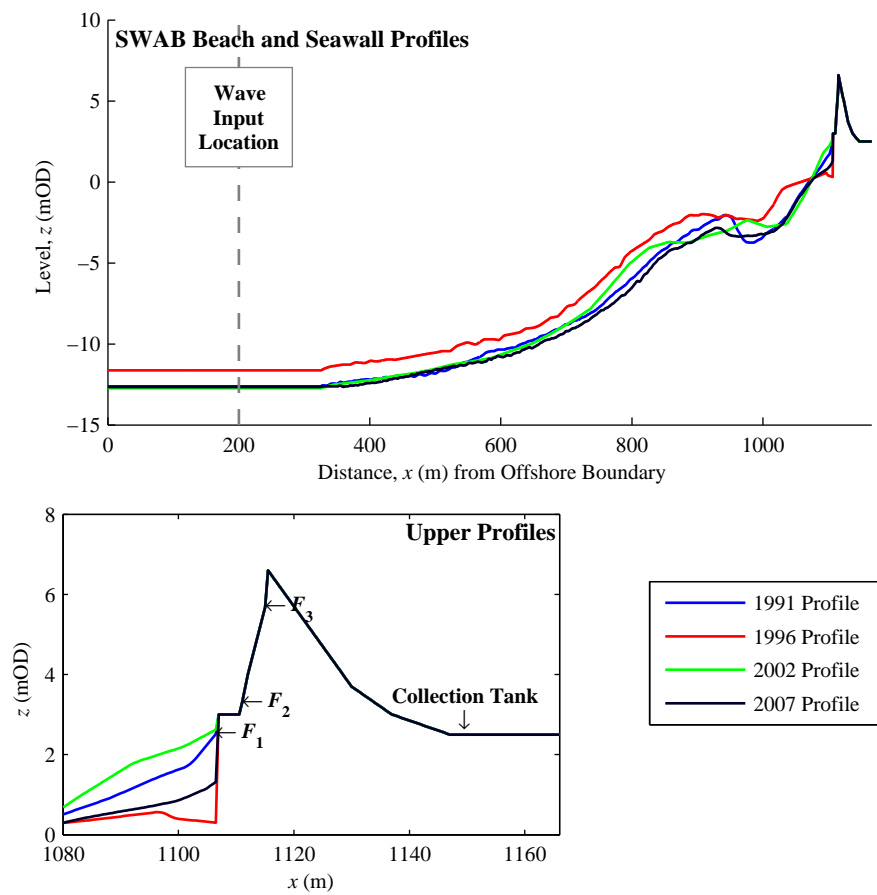 SWAB Beach and Seawall Profiles
Wave
Input
Location
Level, z (mOD)
10
5
0
−5
−10
−15
0
200
400
600
800
1000
Distance, x (m) from Offshore Boundary
Upper Profiles
z (mOD)
8
6
4
2
0
F3
F2
F1
Collection Tank
1080
1100
1120
1140
1160
x (m)
1991 Profile
1996 Profile
2002 Profile
2007 Profile